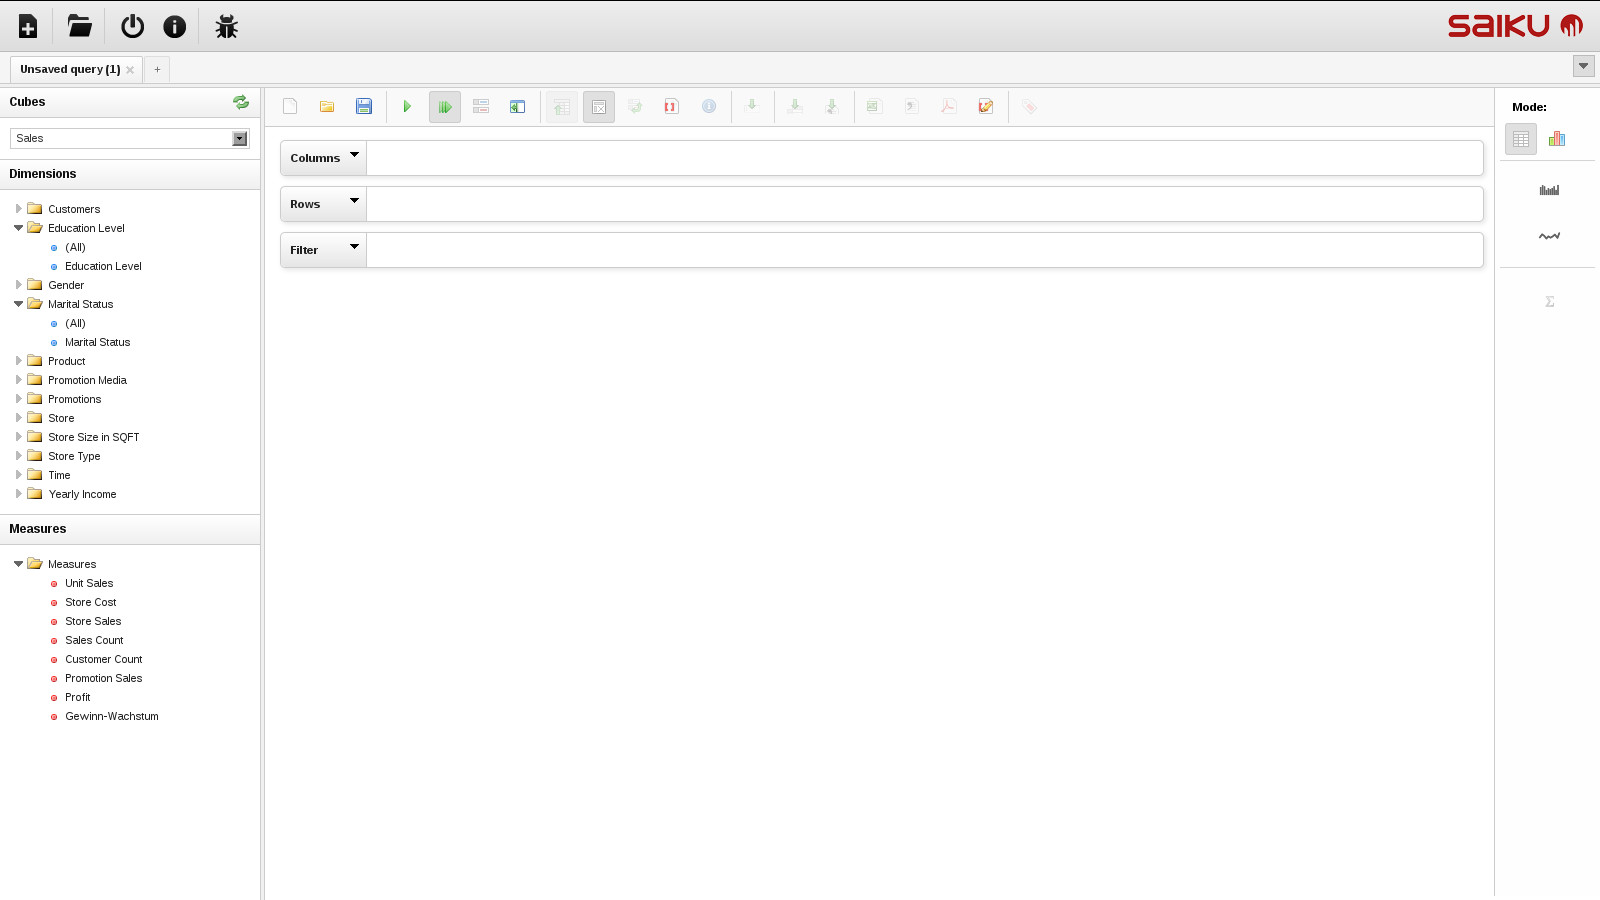 SAIKU
Unsaved query (1)
+
Cubes
Sales
Dimensions
Customers
Education Level
(All)
Education Level
Gender
Marital Status
(All)
Marital Status
Product
Promotion Media
Promotions
Store
Store Size in SQFT
Store Type
Time
Yearly Income
Measures
Measures
Unit Sales
Store Cost
Store Sales
Sales Count
Customer Count
Promotion Sales
Profit
Gewinn-Wachstum
Columns
Rows
Filter
Mode:
Σ